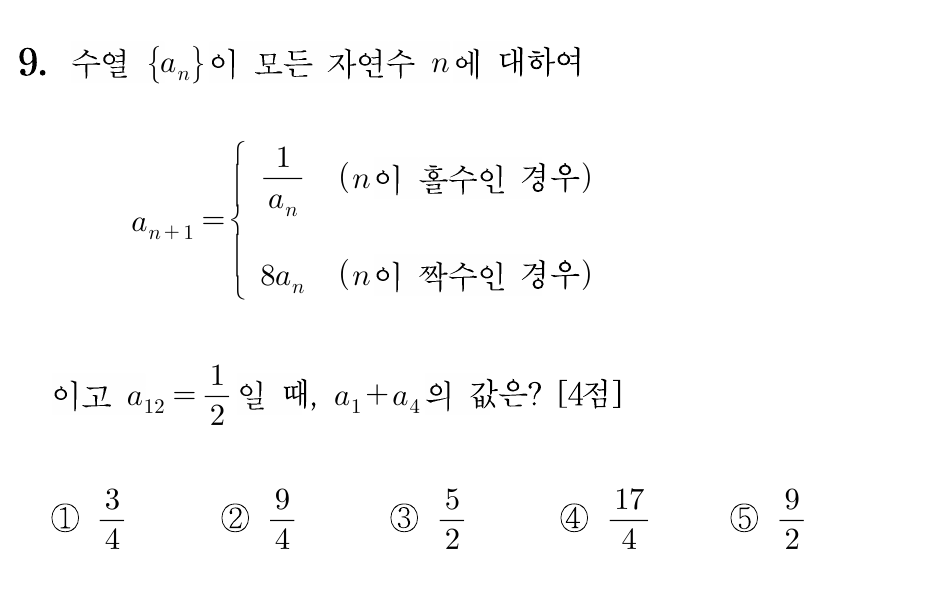 9. 수열 {aₙ}이 모든 자연수 n에 대하여
aₙ₊₁ = { 1/aₙ (n이 홀수인 경우)
8aₙ (n이 짝수인 경우)
이고 a₁₂ = 1/2 일 때, a₁+a₄의 값은? [4점]
① 3/4 ② 9/4 ③ 5/2 ④ 17/4 ⑤ 9/2